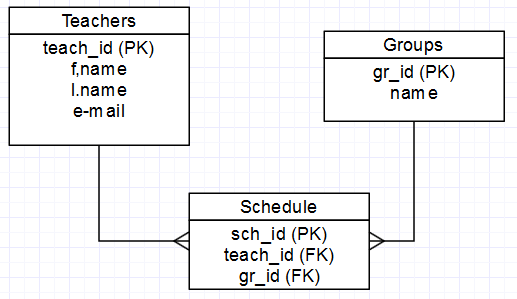 Teachers
teach_id (PK)
f,name
l.name
e-mail
Groups
gr_id (PK)
name
Schedule
sch_id (PK)
teach_id (FK)
gr_id (FK)